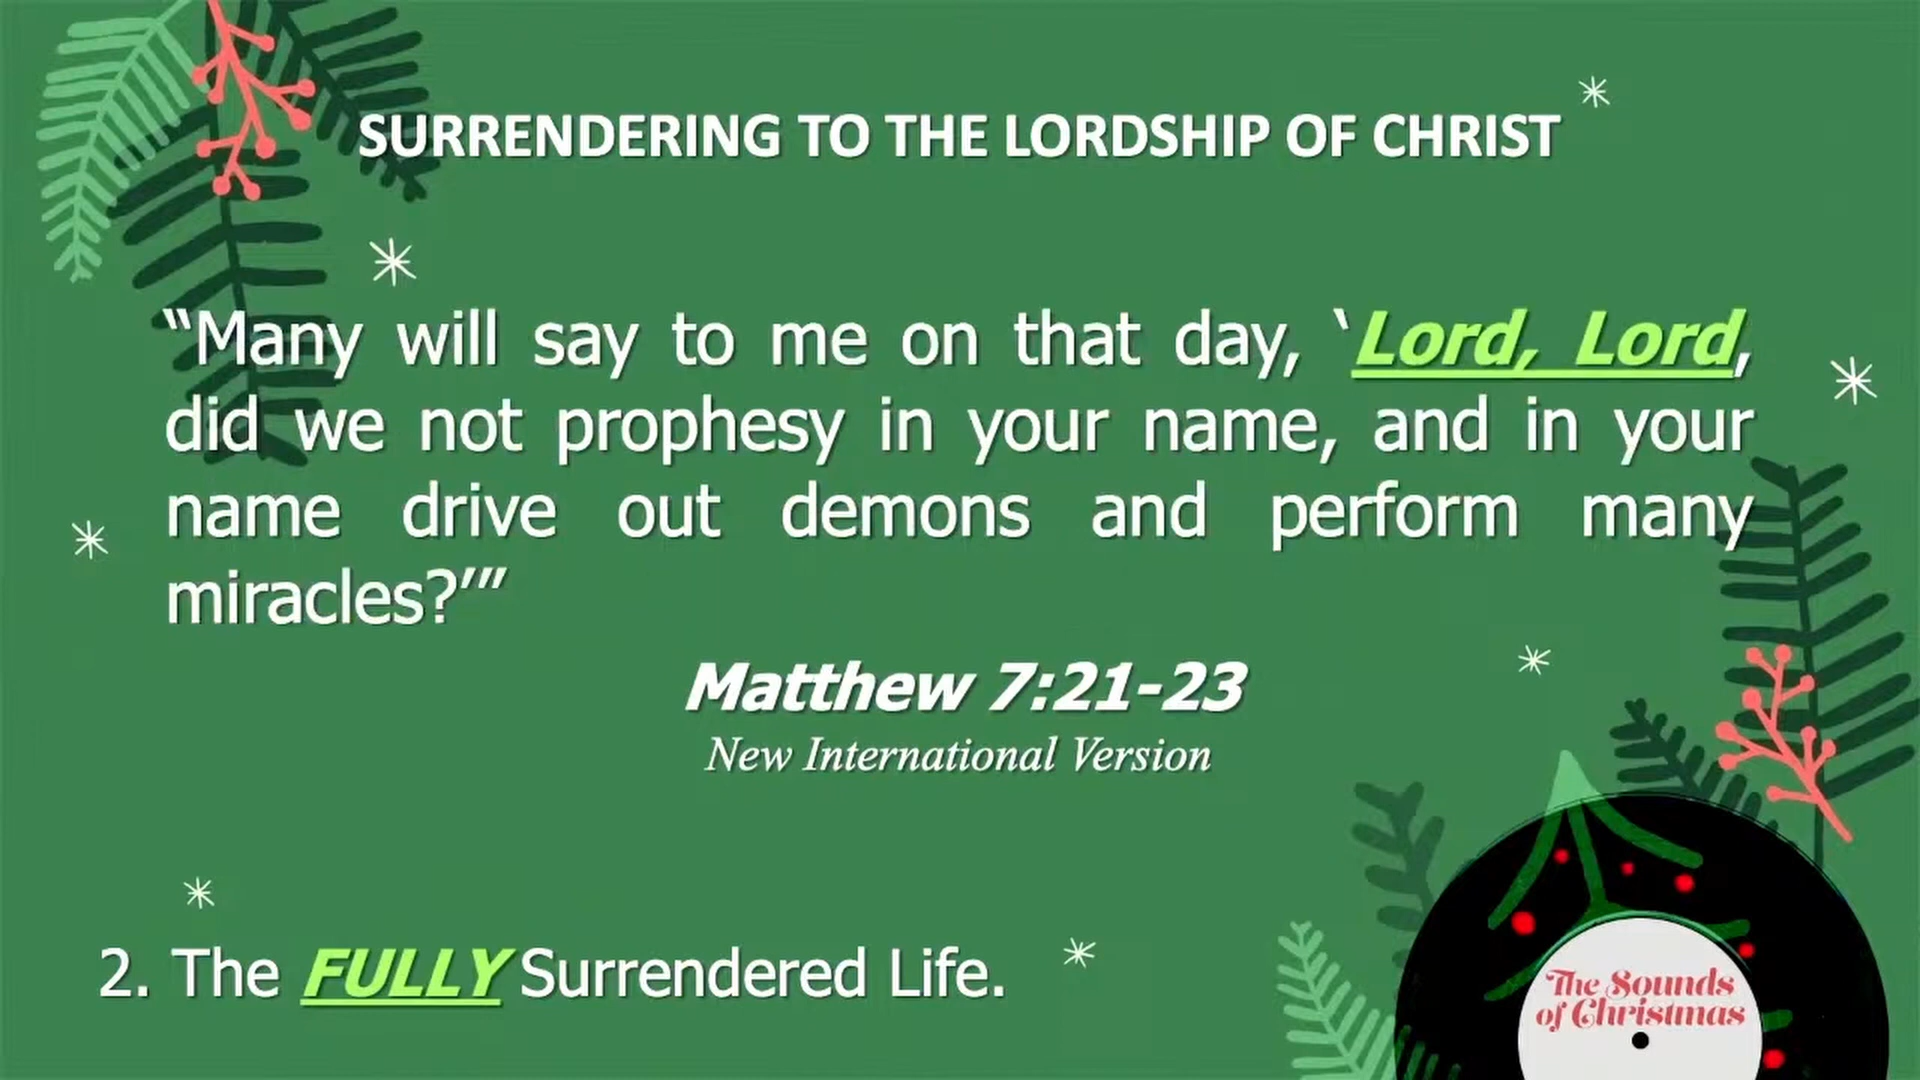 SURRENDERING TO THE LORDSHIP OF CHRIST
“Many will say to me on that day, ‘Lord, Lord,
did we not prophesy in your name, and in your
name drive out demons and perform many
miracles?’”
Matthew 7:21-23
New International Version
2. The FULLY Surrendered Life.
The Sounds
of Christmas